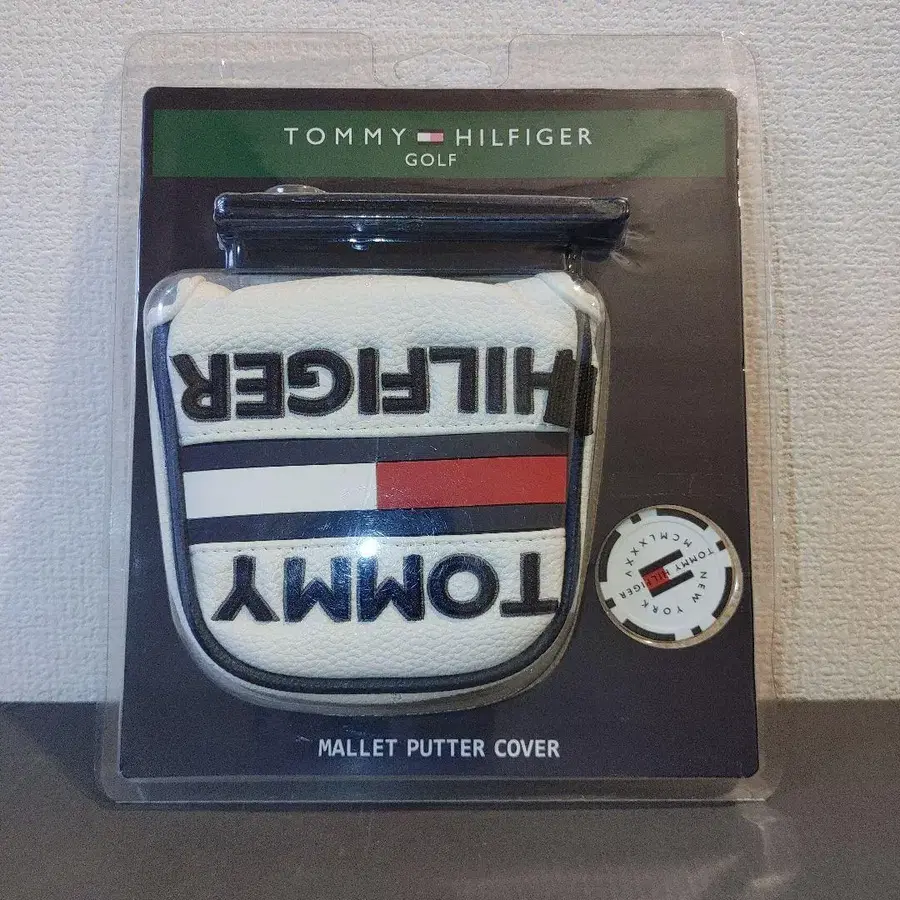 TOMMY HILFIGER
GOLF
HILFIGER
TOMMY
TOMMY HILFIGER
MCMLXXXV
NEW YORK
MALLET PUTTER COVER